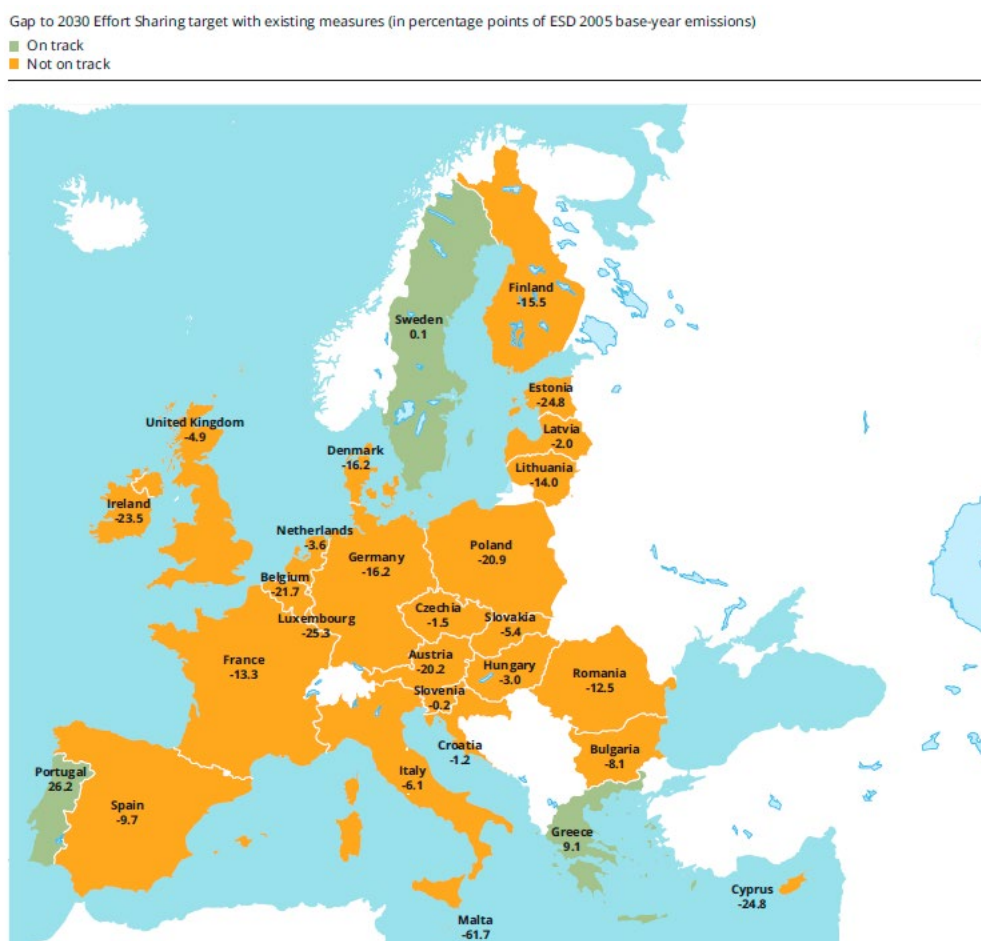 Gap to 2030 Effort Sharing target with existing measures (in percentage points of ESD 2005 base-year emissions)
On track
Not on track
Finland
-15.5
Sweden
0.1
Estonia
-24.8
United Kingdom
-4.9
Latvia
-2.0
Denmark
-16.2
Lithuania
-14.0
Ireland
-23.5
Netherlands
-3.6
Poland
-20.9
Germany
-16.2
Belgium
-21.7
Czechia
-1.5
Slovakia
-5.4
Luxembourg
-25.3
France
-13.3
Austria
-20.2
Hungary
-3.0
Romania
-12.5
Slovenia
-0.2
Croatia
-1.2
Bulgaria
-8.1
Portugal
26.2
Italy
-6.1
Spain
-9.7
Greece
9.1
Cyprus
-24.8
Malta
-61.7